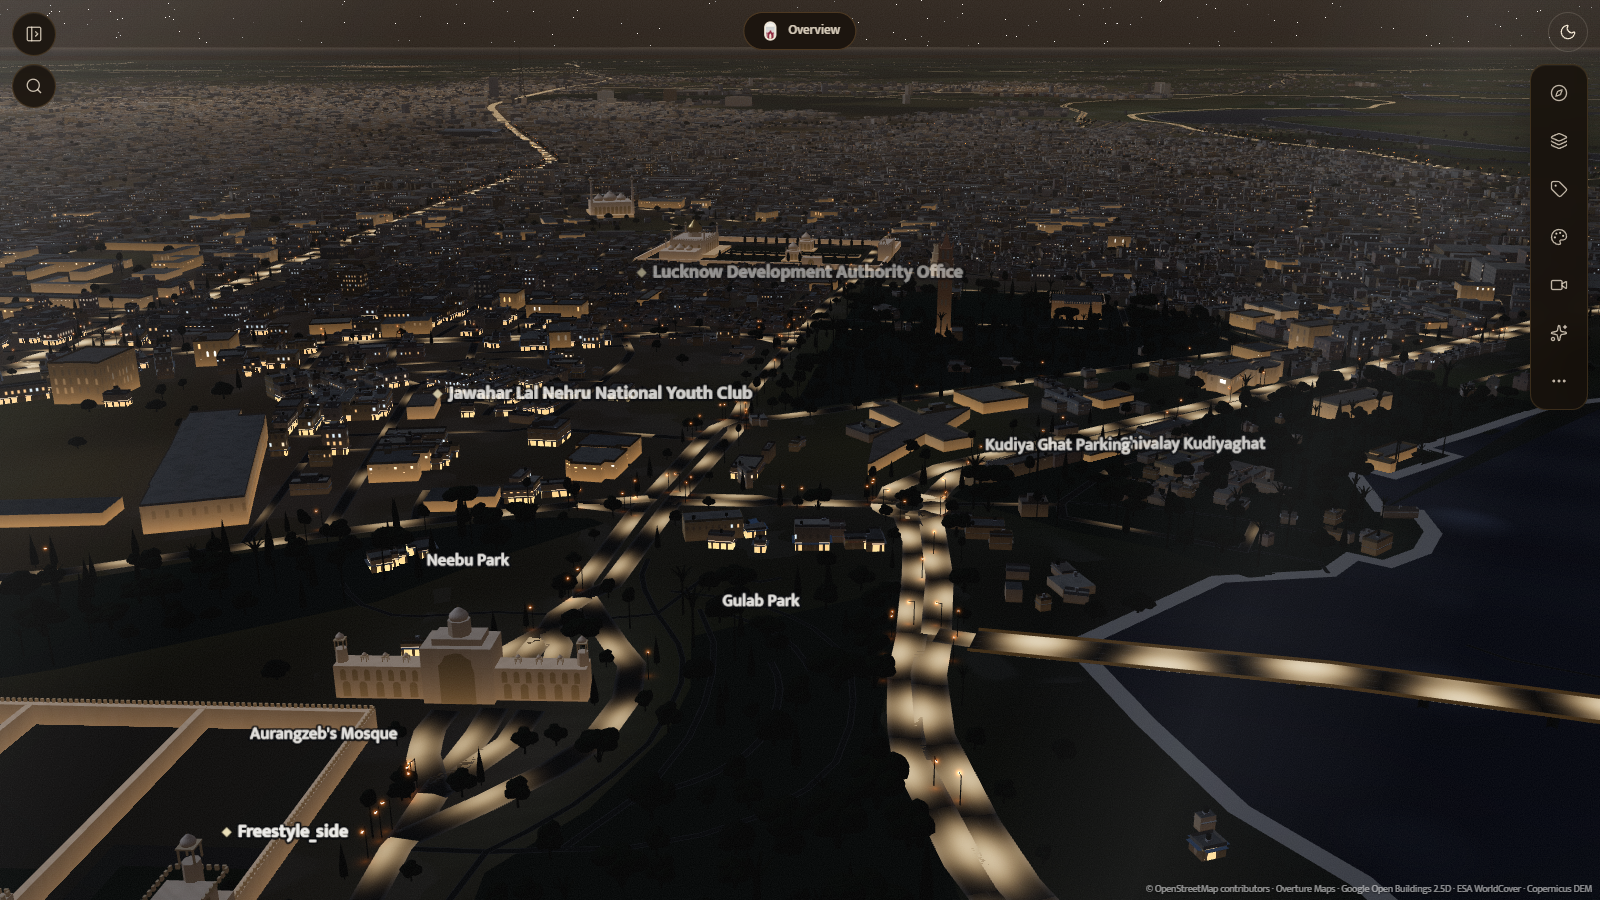 Overview
Lucknow Development Authority Office
Jawahar Lal Nehru National Youth Club
Kudiya Ghat Parking
Shivalay Kudiyaghat
Neebu Park
Gulab Park
Aurangzeb's Mosque
Freestyle_side
© OpenStreetMap contributors · Overture Maps · Google Open Buildings 2.5D · ESA WorldCover · Copernicus DEM